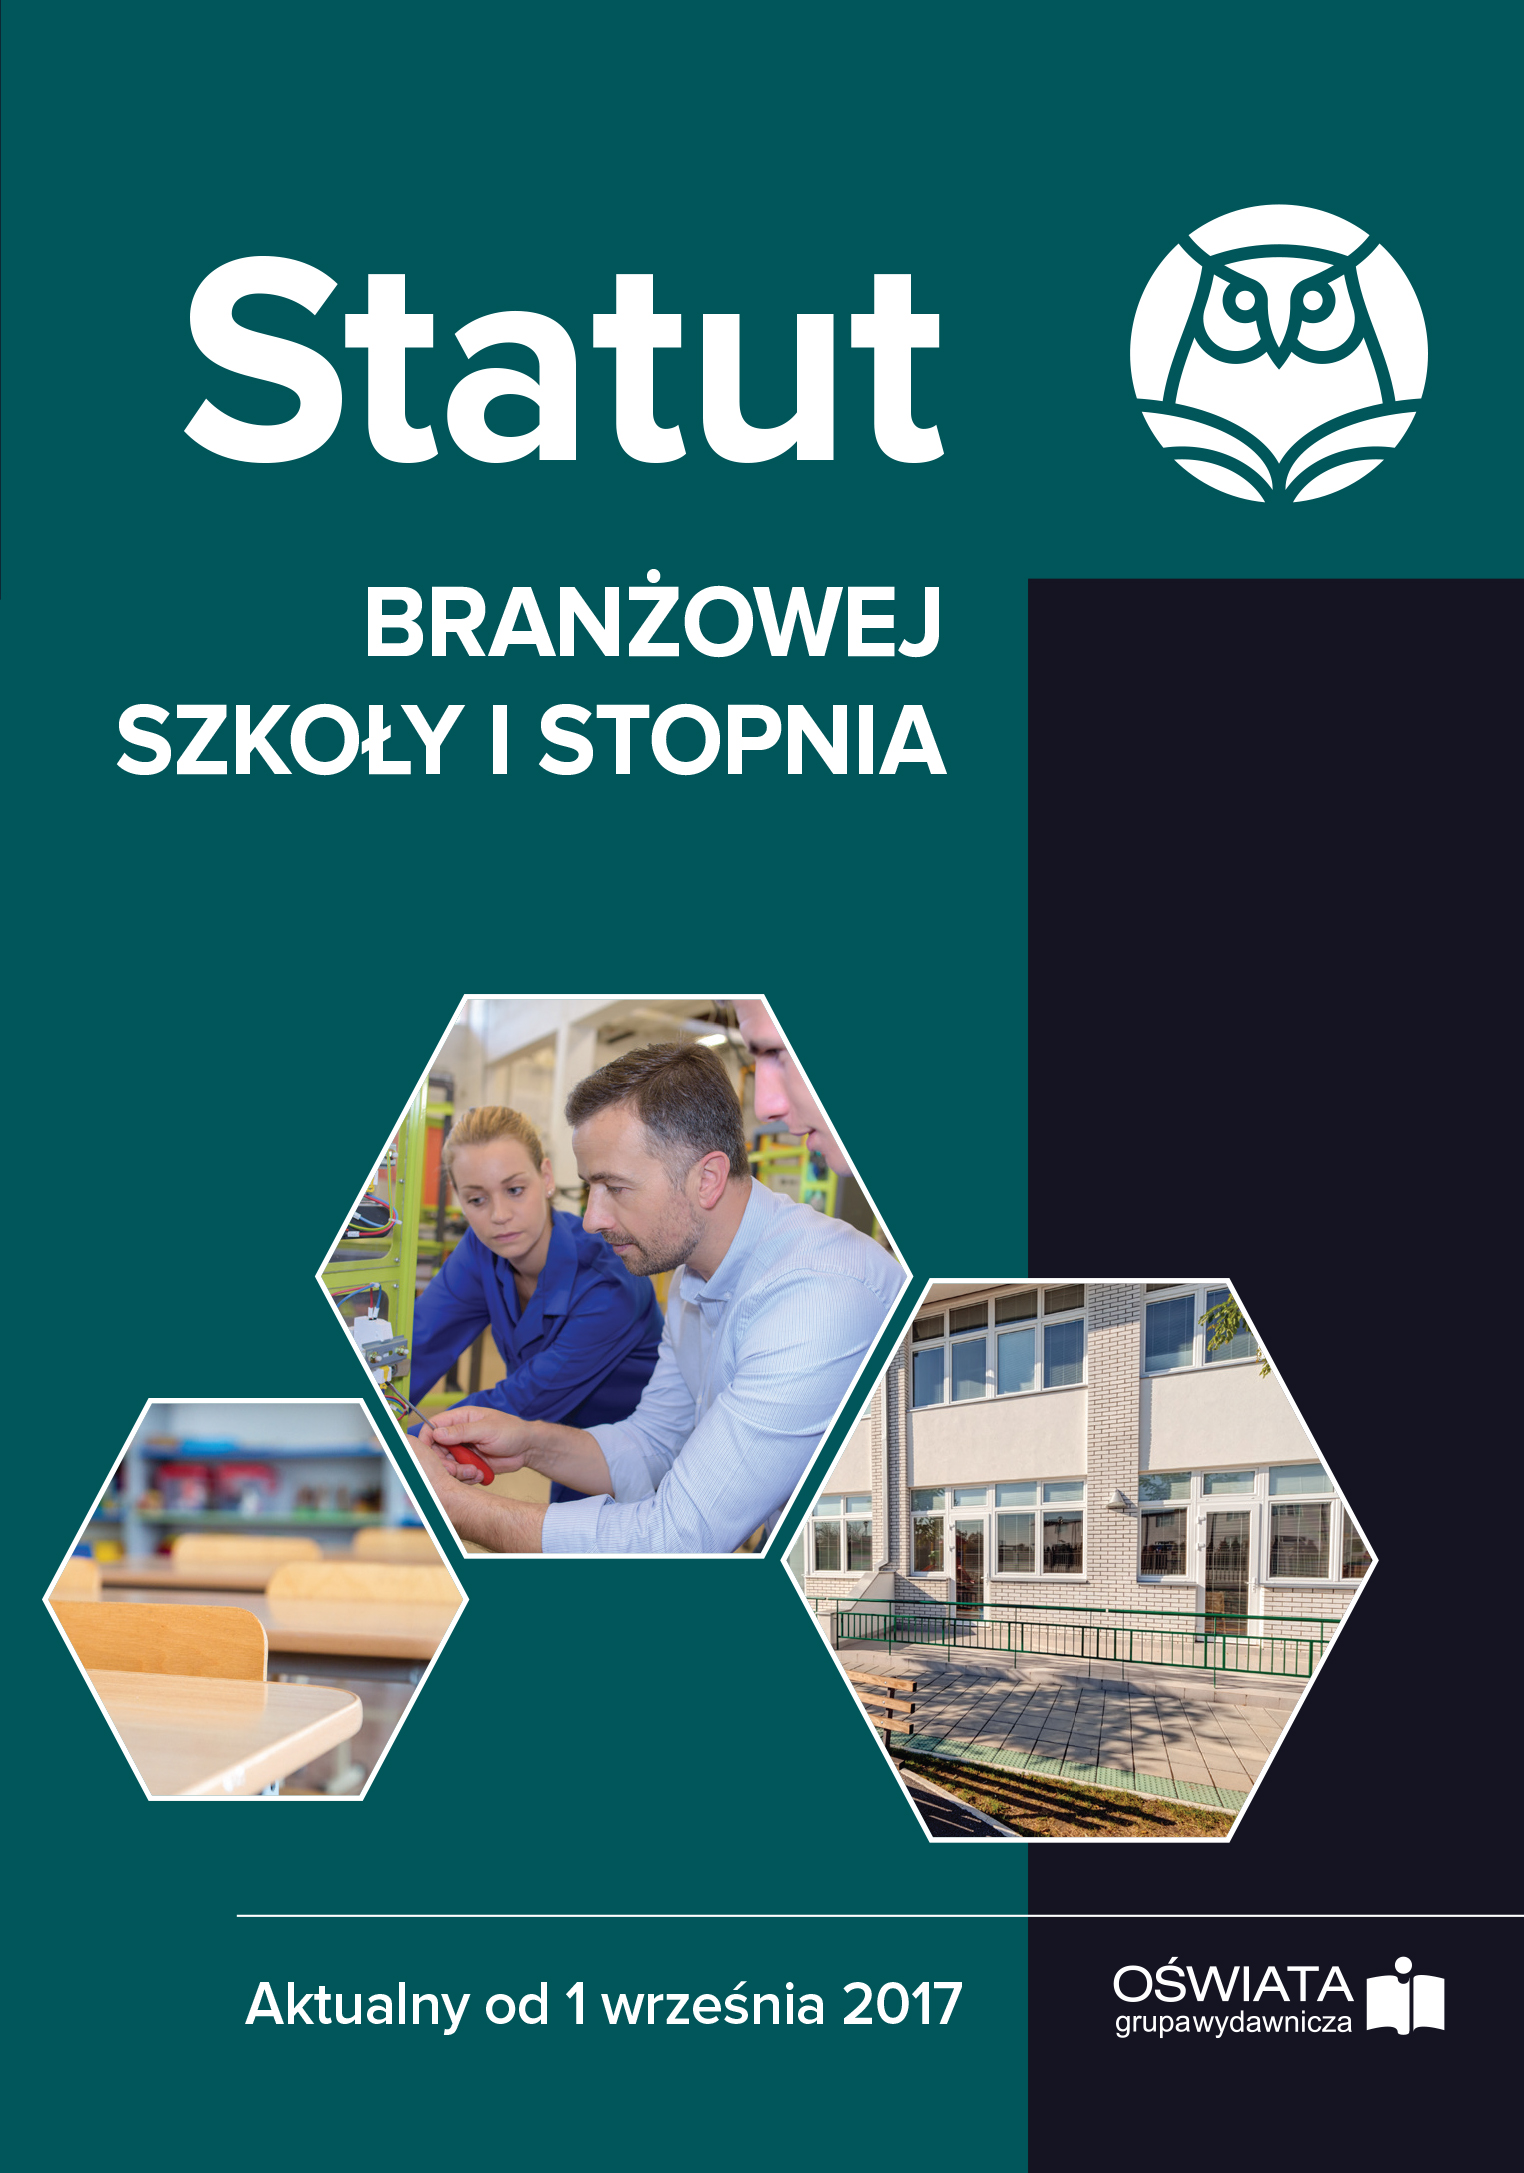 Statut
BRANŻOWEJ
SZKOŁY I STOPNIA
Aktualny od 1 września 2017
OŚWIATA
grupawydawnicza